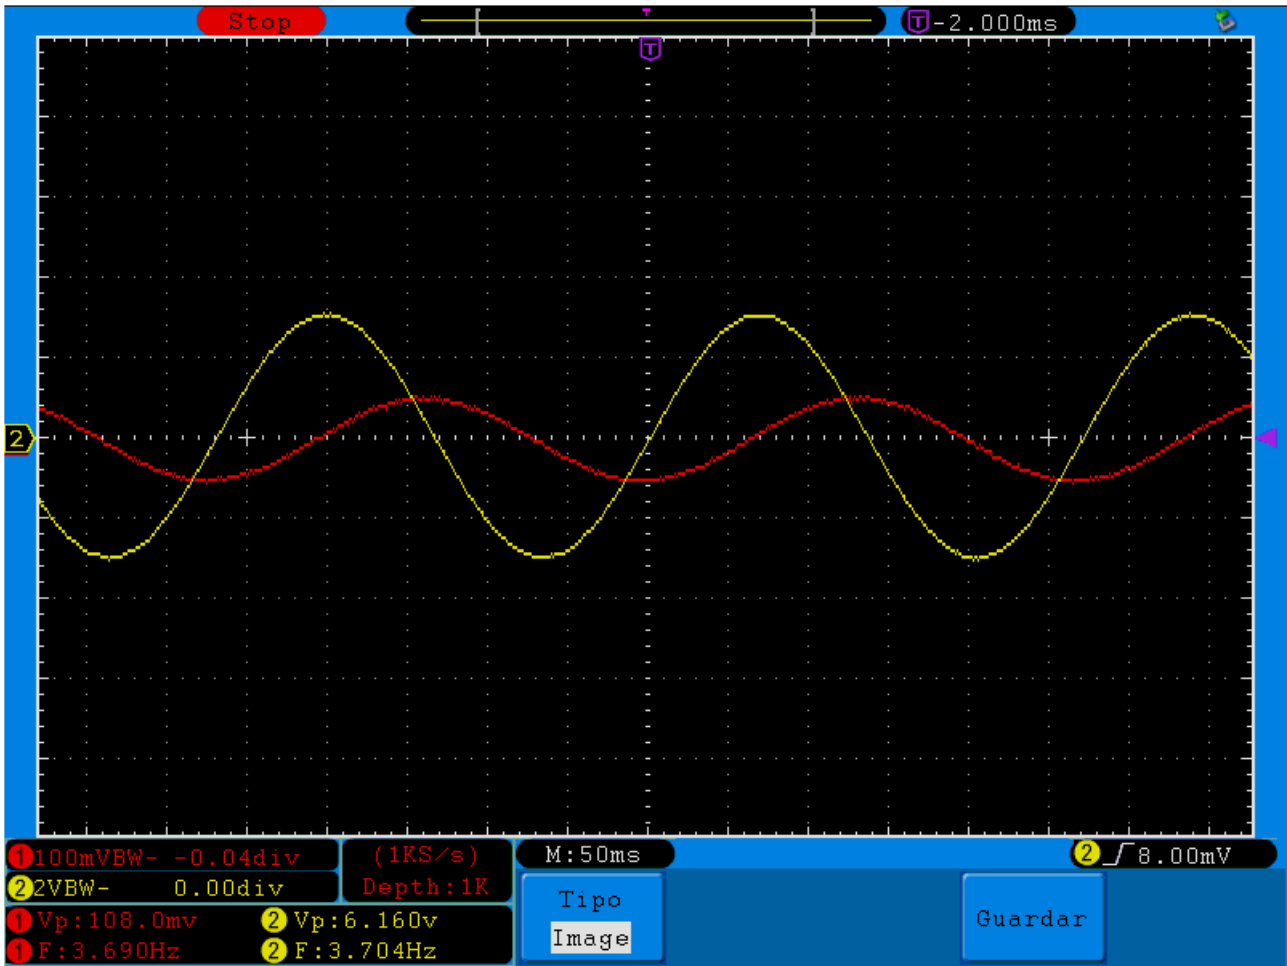 Stop
T -2.000ms
T
2
1 100mVBW- -0.04div
(1KS/s)
M:50ms
2 8.00mV
2 2VBW- 0.00div
Depth:1K
1 Vp:108.0mv 2 Vp:6.160v
1 F:3.690Hz 2 F:3.704Hz
Tipo
Image
Guardar